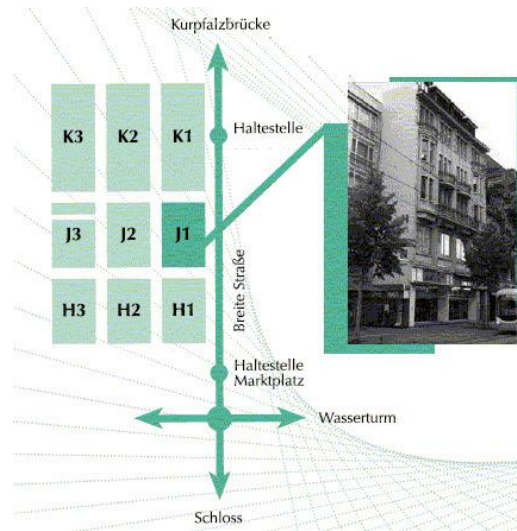 Kurpfalzbrücke
K3 K2 K1
Haltestelle
J3 J2 J1
Breite Straße
H3 H2 H1
Haltestelle
Marktplatz
Wasserturm
Schloss